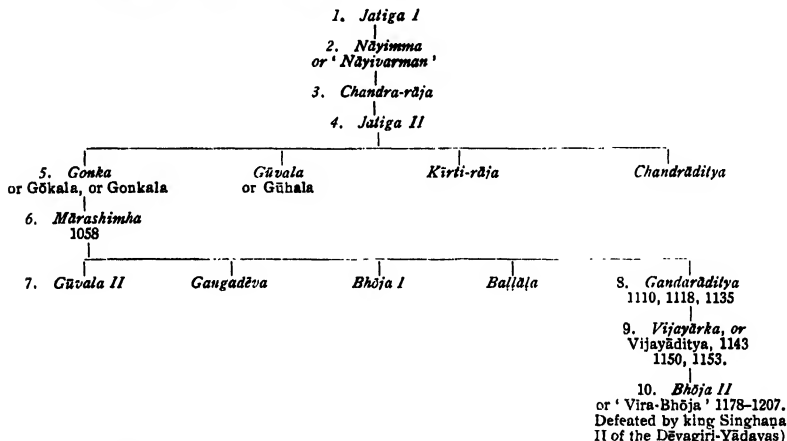 1. Jatiga I
2. Nāyimma
or ' Nāyivarman '
3. Chandra-rāja
4. Jatiga II
5. Gonka
or Gōkala, or Gonkala
Gūvala
or Gūhala
Kīrti-rāja
Chandrāditya
6. Mārashimha
1058
7. Gūvala II
Gangadēva
Bhōja I
Baḷḷāḷa
8. Gandarāditya
1110, 1118, 1135
9. Vijayārka, or
Vijayāditya, 1143
1150, 1153.
10. Bhōja II
or ' Vīra-Bhōja ' 1178–1207.
Defeated by king Singhaṇa
II of the Dēvagiri-Yādavas)